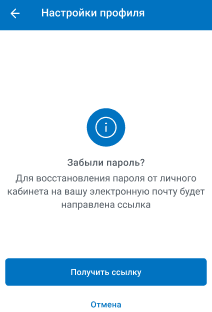 Настройки профиля
Забыли пароль?
Для восстановления пароля от личного
кабинета на вашу электронную почту будет
направлена ссылка
Получить ссылку
Отмена